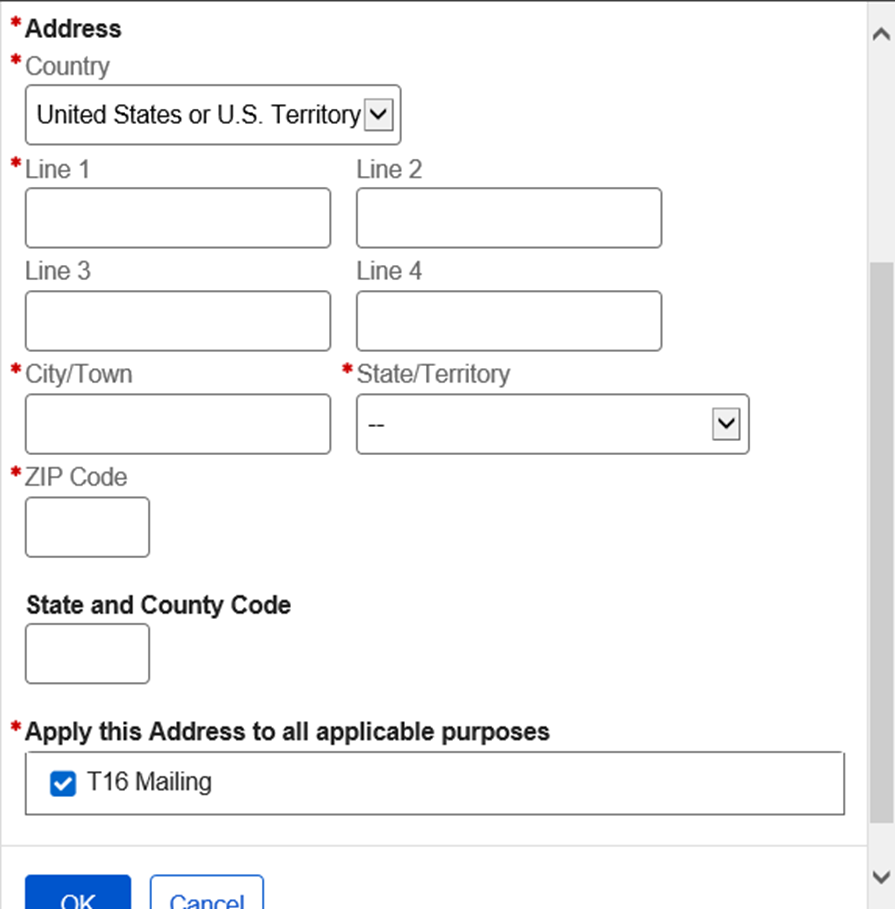 *Address
*Country
United States or U.S. Territory
*Line 1 Line 2
Line 3 Line 4
*City/Town *State/Territory
--
*ZIP Code
State and County Code
*Apply this Address to all applicable purposes
T16 Mailing
OK Cancel